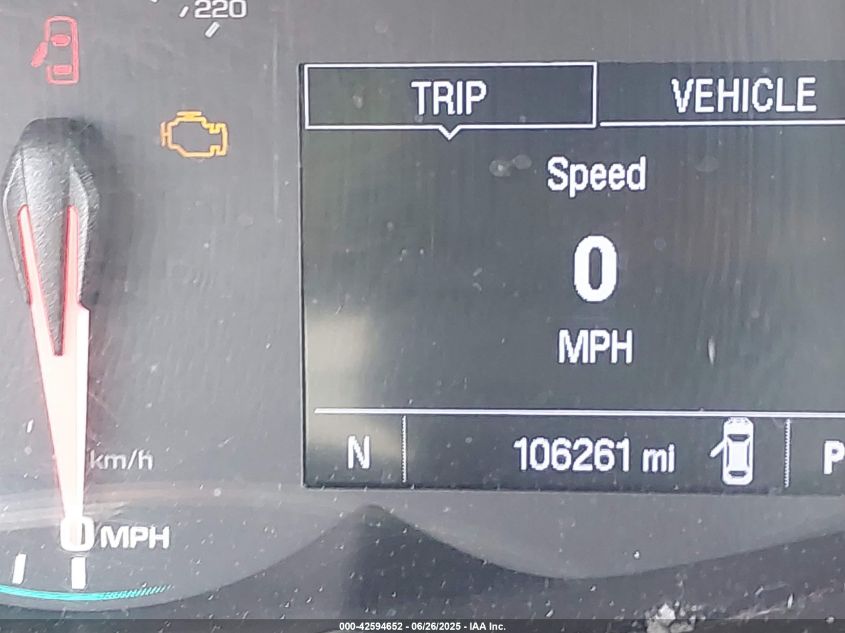 220
TRIP
VEHICLE
Speed
0
MPH
km/h
N
106261 mi
P
0 MPH
000-42594652 - 06/26/2025 - IAA Inc.